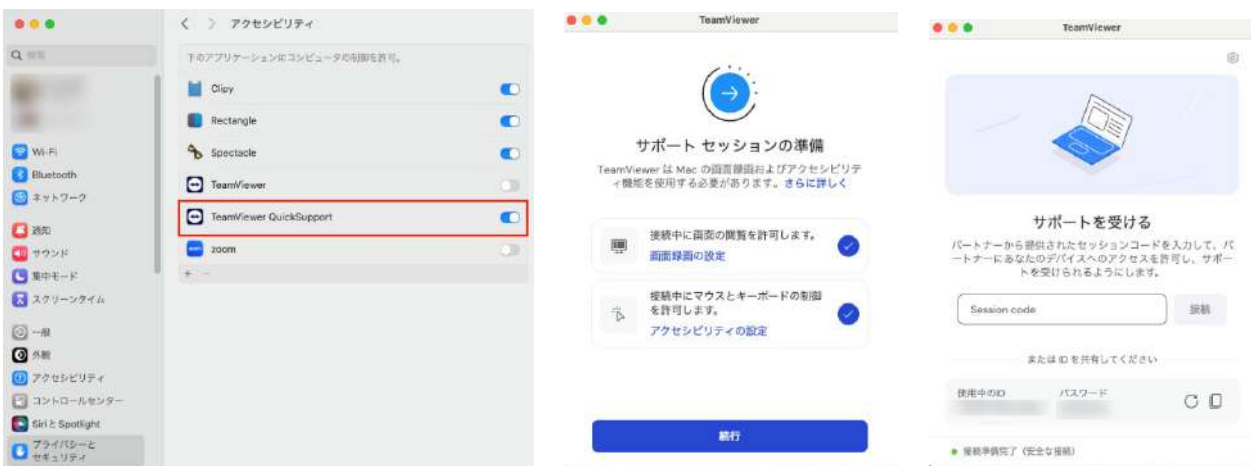 アクセシビリティ
検索
Wi-Fi
Bluetooth
ネットワーク
通知
サウンド
集中モード
スクリーンタイム
一般
外観
アクセシビリティ
コントロールセンター
SiriとSpotlight
プライバシーと
セキュリティ
下のアプリケーションにコンピュータの制御を許可。
Clipy
Rectangle
Spectacle
TeamViewer
TeamViewer QuickSupport
zoom
TeamViewer
サポート セッションの準備
TeamViewer は Mac の画面録画およびアクセシビリテ
ィ機能を使用する必要があります。さらに詳しく
接続中に画面の閲覧を許可します。
画面録画の設定
接続中にマウスとキーボードの制御
を許可します。
アクセシビリティの設定
続行
TeamViewer
サポートを受ける
パートナーから提供されたセッションコードを入力して、パ
ートナーにあなたのデバイスへのアクセスを許可し、サポー
トを受けられるようにします。
Session code
接続
または ID を共有してください
使用中のID
パスワード
接続準備完了（安全な接続）